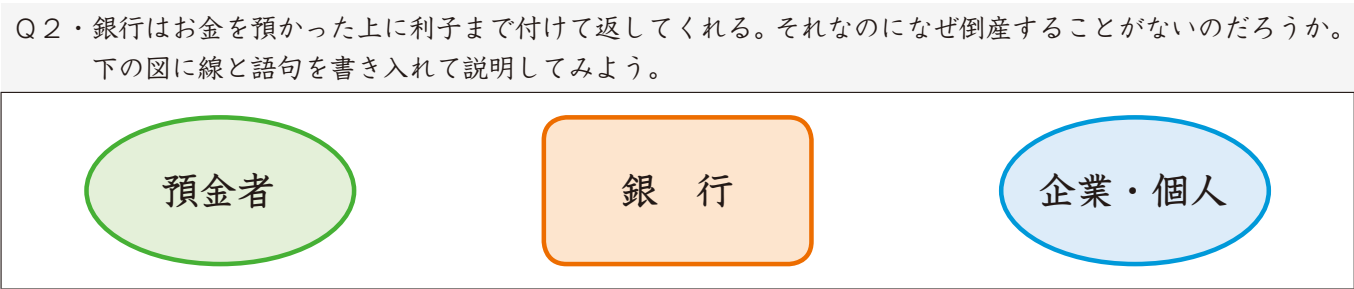 Q2・銀行はお金を預かった上に利子まで付けて返してくれる。それなのになぜ倒産することがないのだろうか。
下の図に線と語句を書き入れて説明してみよう。
預金者
銀　行
企業・個人